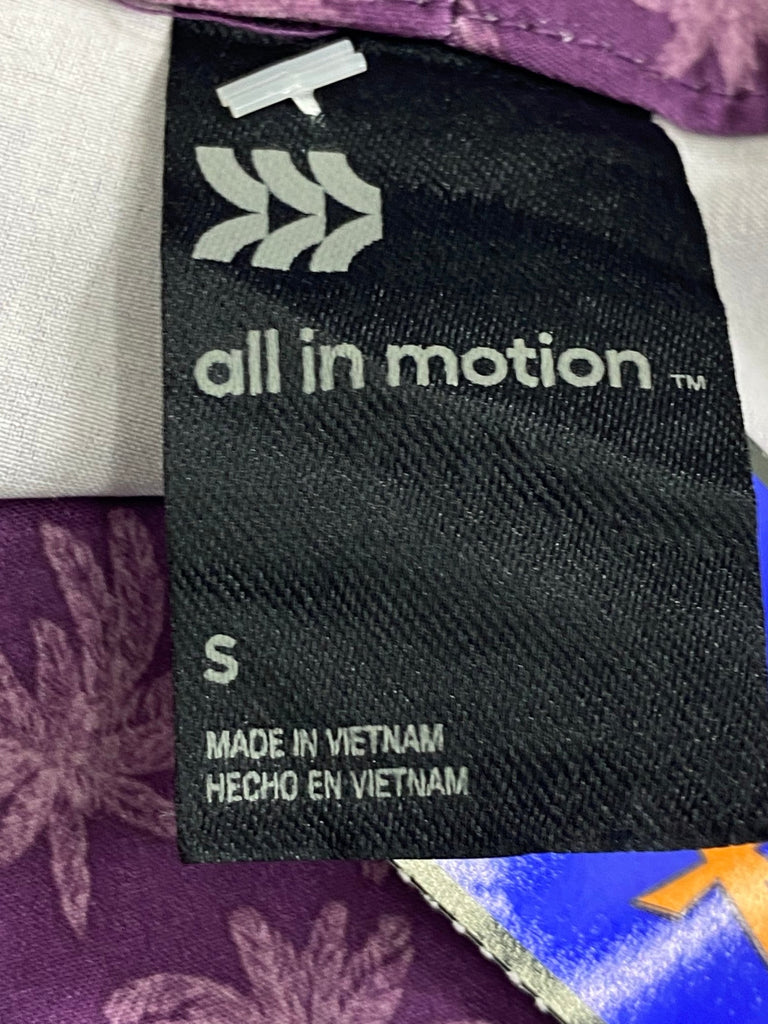 all in motion ™
S
MADE IN VIETNAM
HECHO EN VIETNAM